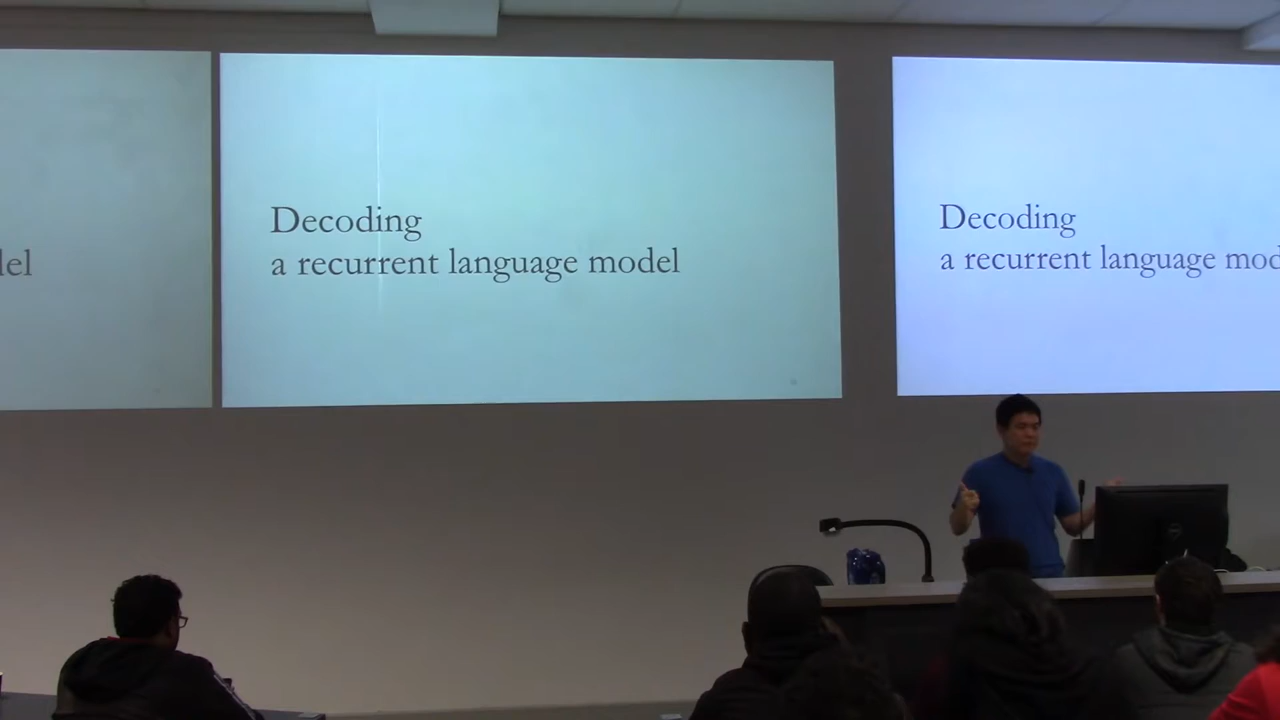 del
Decoding
a recurrent language model
Decoding
a recurrent language mod